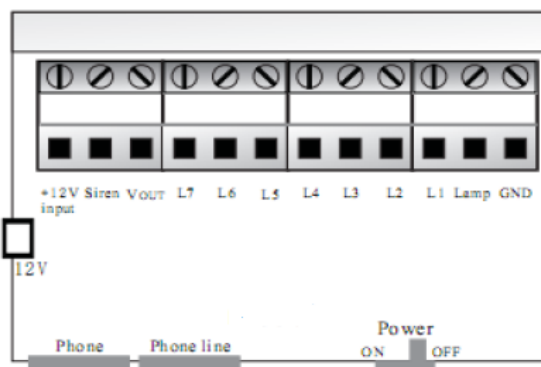 +12V Siren VOUT L7 L6 L5 L4 L3 L2 L1 Lamp GND
input
12V
Power
Phone Phone line ON OFF